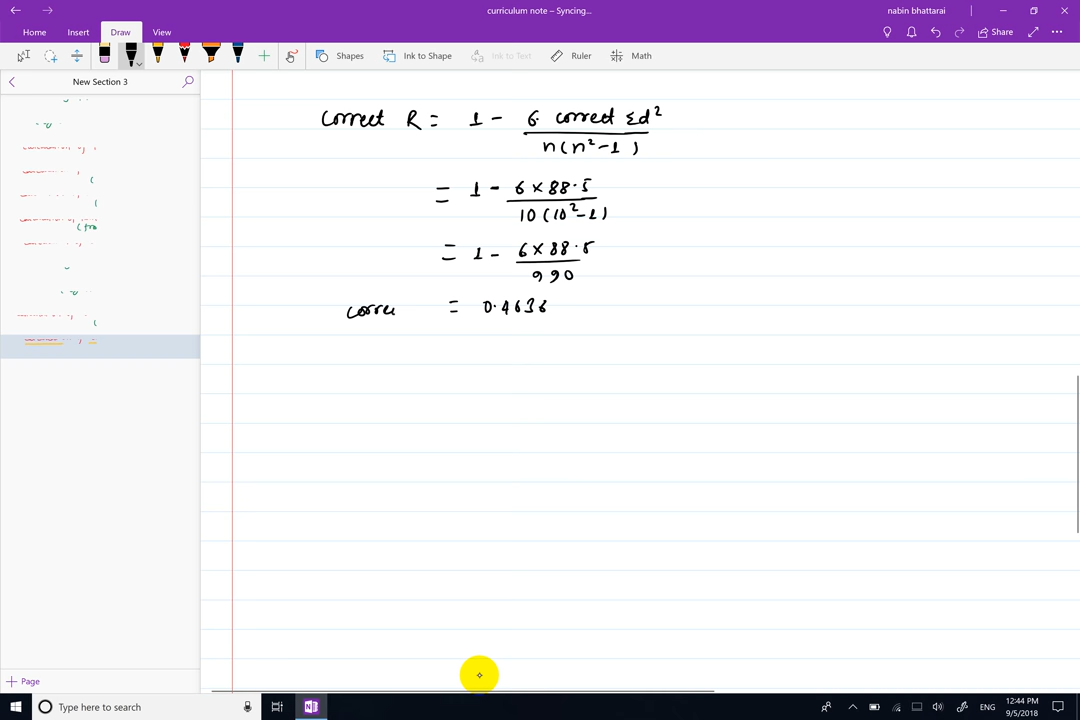 curriculum note – Syncing...
nabin bhattarai
Home Insert Draw View
Share
Shapes Ink to Shape Ink to Text Ruler Math
New Section 3
Correct R = 1 - 6 correct Σd²
n(n²-1)
= 1 - 6 × 88.5
10(10²-1)
= 1 - 6 × 88.5
990
corre = 0.4636
+ Page
Type here to search
ENG
12:44 PM
9/5/2018